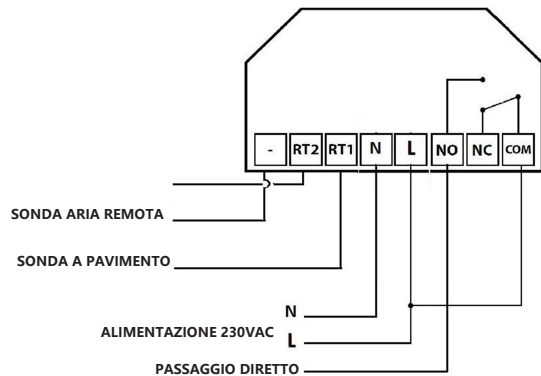 - RT2 RT1 N L NO NC COM
SONDA ARIA REMOTA
SONDA A PAVIMENTO
N
ALIMENTAZIONE 230VAC
L
PASSAGGIO DIRETTO